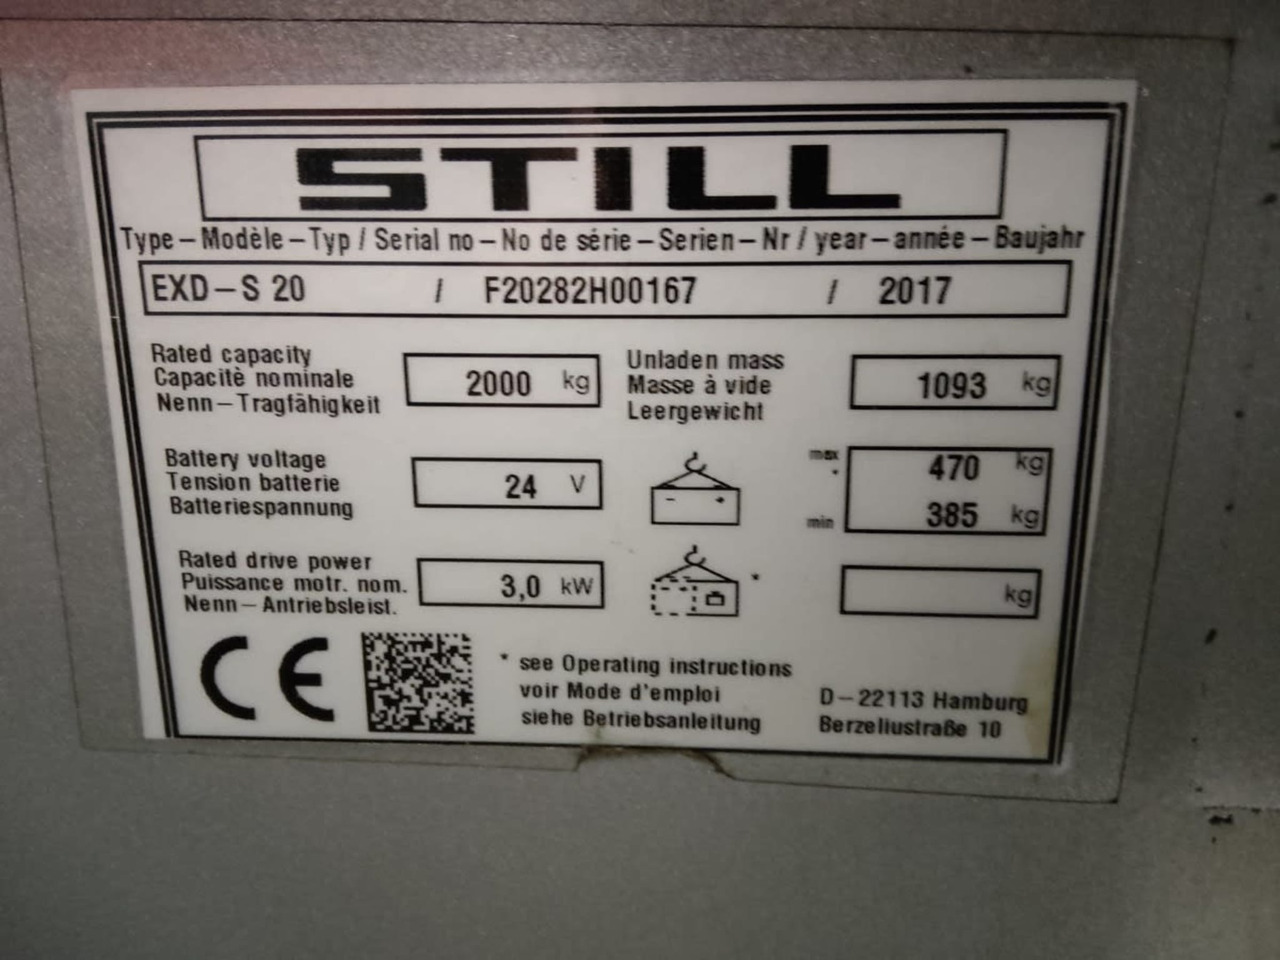 STILL
Type – Modèle – Typ / Serial no – No de série – Serien – Nr / year – année – Baujahr
EXD – S 20 / F20282H00167 / 2017
Rated capacity
Capacitè nominale
Nenn – Tragfähigkeit
2000 kg
Unladen mass
Masse à vide
Leergewicht
1093 kg
Battery voltage
Tension batterie
Batteriespannung
24 V
- +
max 470 kg
*
min 385 kg
Rated drive power
Puissance motr. nom.
Nenn – Antriebsleist.
3,0 kW
*
kg
CE
* see Operating instructions
voir Mode d'emploi
siehe Betriebsanleitung
D – 22113 Hamburg
Berzeliustraße 10